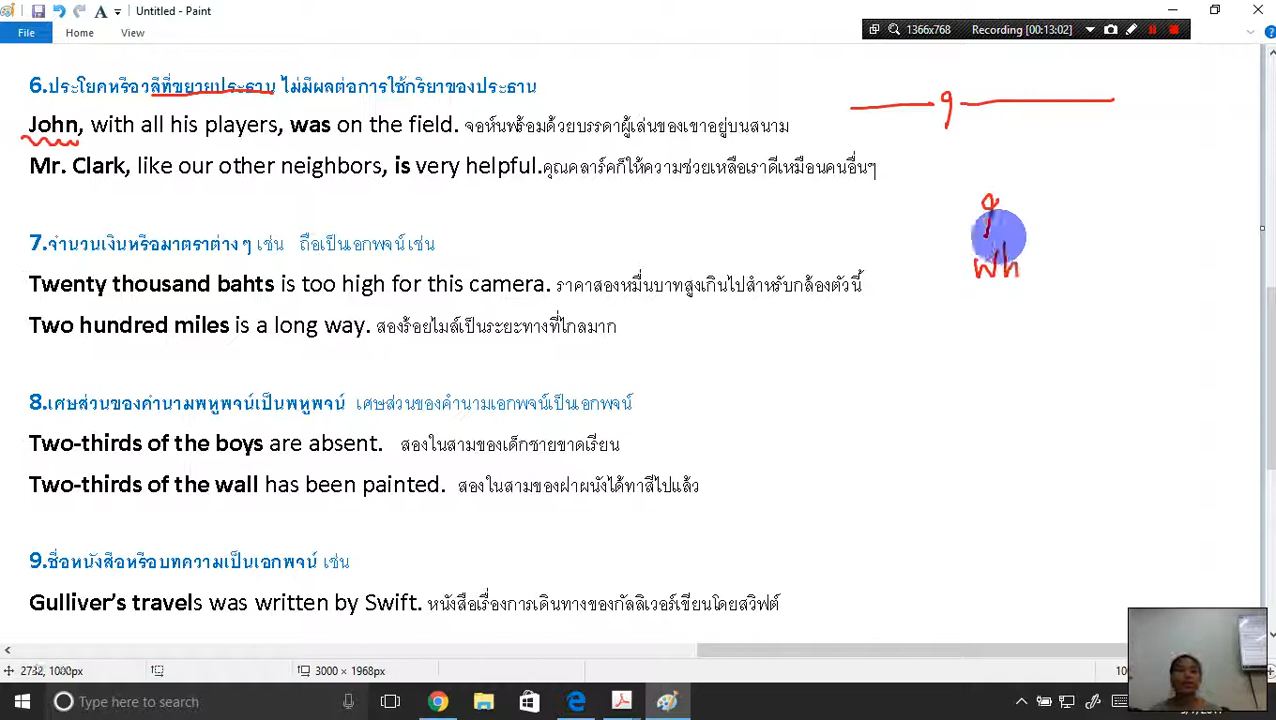 Untitled - Paint
File Home View
1366x768 Recording [00:13:02]
6.ประโยคหรือวลีที่ขยายประธาน ไม่มีผลต่อการใช้กริยาของประธาน
John, with all his players, was on the field. จอห์นพร้อมด้วยบรรดาผู้เล่นของเขาอยู่บนสนาม
Mr. Clark, like our other neighbors, is very helpful.คุณคลาร์คก็ให้ความช่วยเหลือเราดีเหมือนคนอื่นๆ
wh
7.จำนวนเงินหรือมาตราต่างๆ เช่น ถือเป็นเอกพจน์ เช่น
Twenty thousand bahts is too high for this camera. ราคาสองหมื่นบาทสูงเกินไปสำหรับกล้องตัวนี้
Two hundred miles is a long way. สองร้อยไมล์เป็นระยะทางที่ไกลมาก
8.เศษส่วนของคำนามพหูพจน์เป็นพหูพจน์ เศษส่วนของคำนามเอกพจน์เป็นเอกพจน์
Two-thirds of the boys are absent. สองในสามของเด็กชายขาดเรียน
Two-thirds of the wall has been painted. สองในสามของฝาผนังได้ทาสีไปแล้ว
9.ชื่อหนังสือหรือบทความเป็นเอกพจน์ เช่น
Gulliver's travels was written by Swift. หนังสือเรื่องการเดินทางของกัลลิเวอร์เขียนโดยสวิฟต์
2732, 1000px 3000 × 1968px
Type here to search